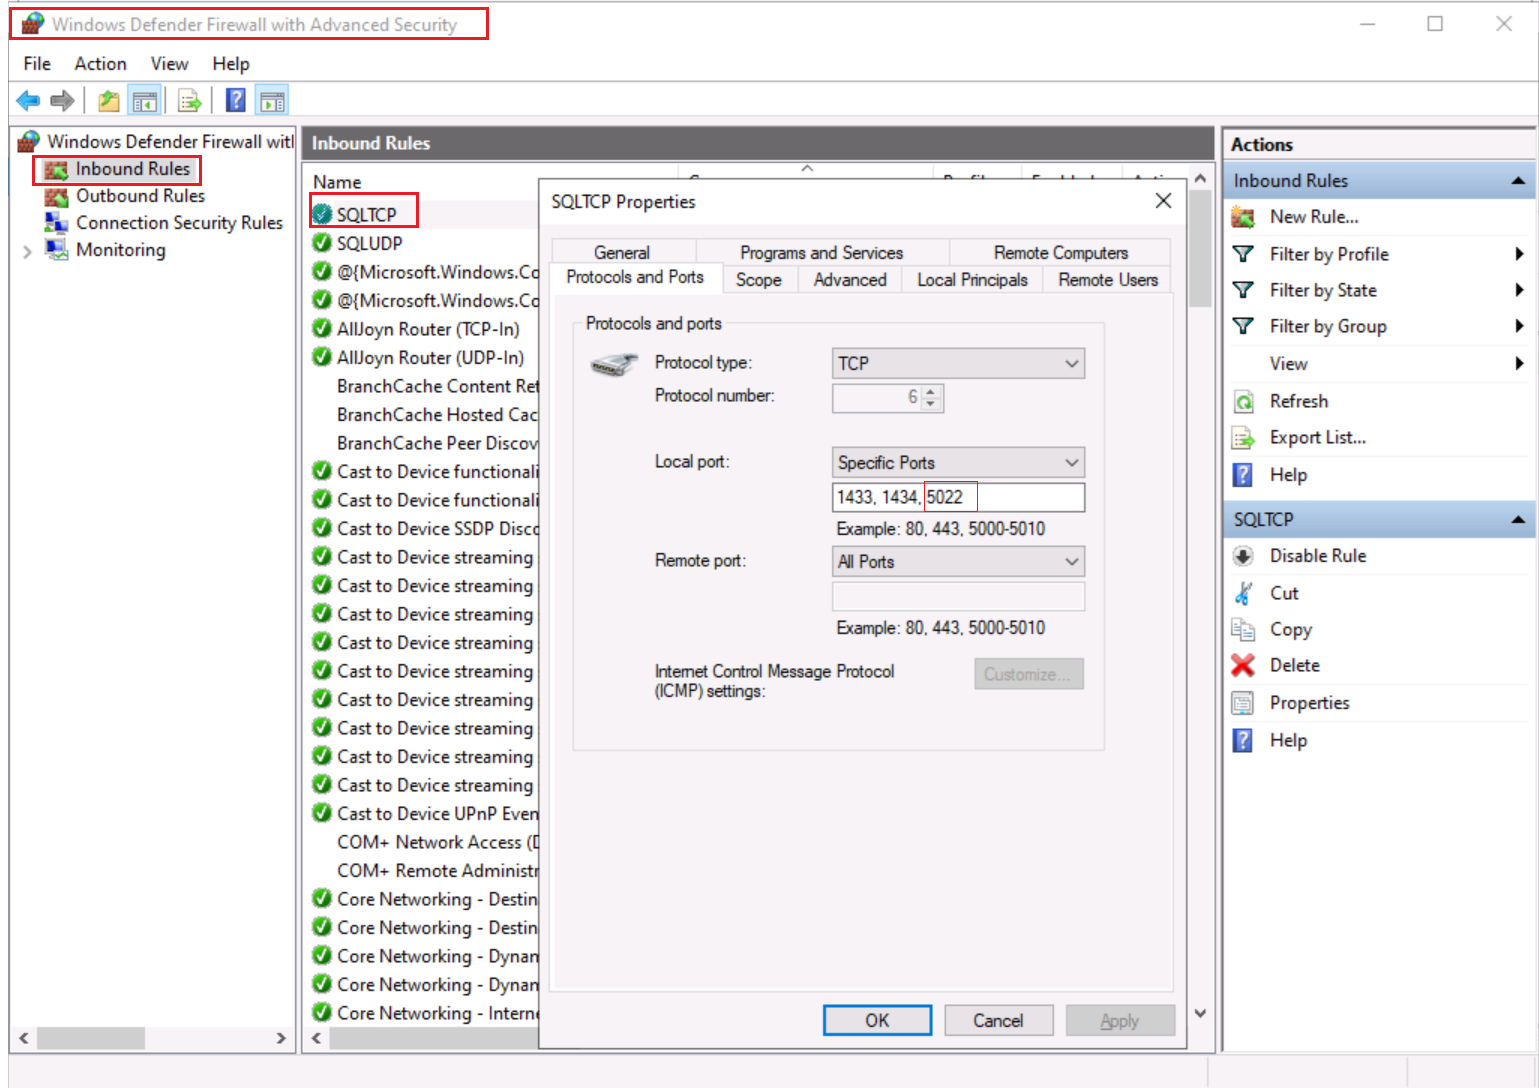 Windows Defender Firewall with Advanced Security
File Action View Help
Windows Defender Firewall with
Inbound Rules
Outbound Rules
Connection Security Rules
Monitoring
Inbound Rules
Name
SQLTCP
SQLUDP
@{Microsoft.Windows.Co
@{Microsoft.Windows.Co
AllJoyn Router (TCP-In)
AllJoyn Router (UDP-In)
BranchCache Content Ret
BranchCache Hosted Cac
BranchCache Peer Discov
Cast to Device functionali
Cast to Device functionali
Cast to Device SSDP Disco
Cast to Device streaming
Cast to Device streaming
Cast to Device streaming
Cast to Device streaming
Cast to Device streaming
Cast to Device streaming
Cast to Device streaming
Cast to Device streaming
Cast to Device streaming
Cast to Device UPnP Even
COM+ Network Access (D
COM+ Remote Administr
Core Networking - Destin
Core Networking - Destin
Core Networking - Dynan
Core Networking - Dynan
Core Networking - Interne
SQLTCP Properties
General Programs and Services Remote Computers
Protocols and Ports Scope Advanced Local Principals Remote Users
Protocols and ports
Protocol type: TCP
Protocol number: 6
Local port: Specific Ports
1433, 1434, 5022
Example: 80, 443, 5000-5010
Remote port: All Ports
Example: 80, 443, 5000-5010
Internet Control Message Protocol
(ICMP) settings:
Customize...
OK Cancel Apply
Actions
Inbound Rules
New Rule...
Filter by Profile
Filter by State
Filter by Group
View
Refresh
Export List...
Help
SQLTCP
Disable Rule
Cut
Copy
Delete
Properties
Help